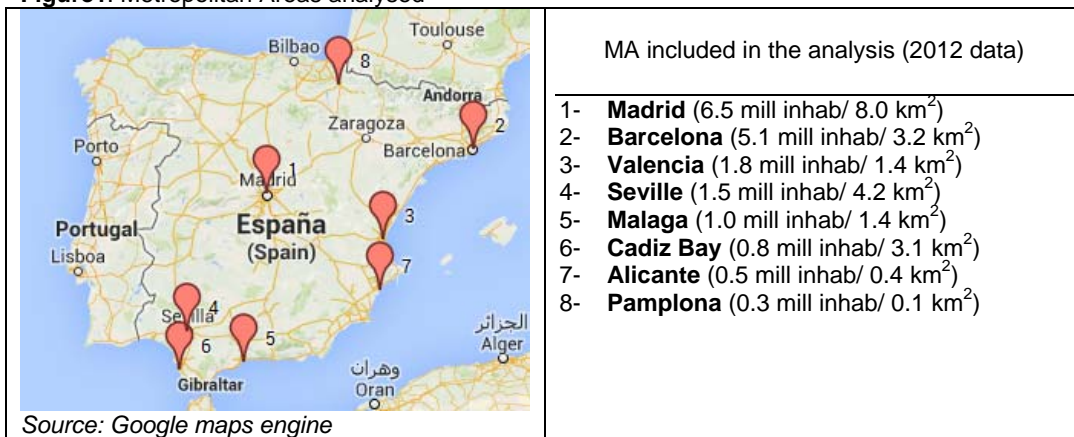 Figure1. Metropolitan Areas analysed
Toulouse
Bilbao
8
Andorra
2
Zaragoza
Barcelona
Porto
1
Madrid
3
España
(Spain)
Portugal
Lisboa
7
4
Sevilla
5
6
Gibraltar
الجزائر
Alger
وهران
Oran
Source: Google maps engine
MA included in the analysis (2012 data)
1- Madrid (6.5 mill inhab/ 8.0 km²)
2- Barcelona (5.1 mill inhab/ 3.2 km²)
3- Valencia (1.8 mill inhab/ 1.4 km²)
4- Seville (1.5 mill inhab/ 4.2 km²)
5- Malaga (1.0 mill inhab/ 1.4 km²)
6- Cadiz Bay (0.8 mill inhab/ 3.1 km²)
7- Alicante (0.5 mill inhab/ 0.4 km²)
8- Pamplona (0.3 mill inhab/ 0.1 km²)